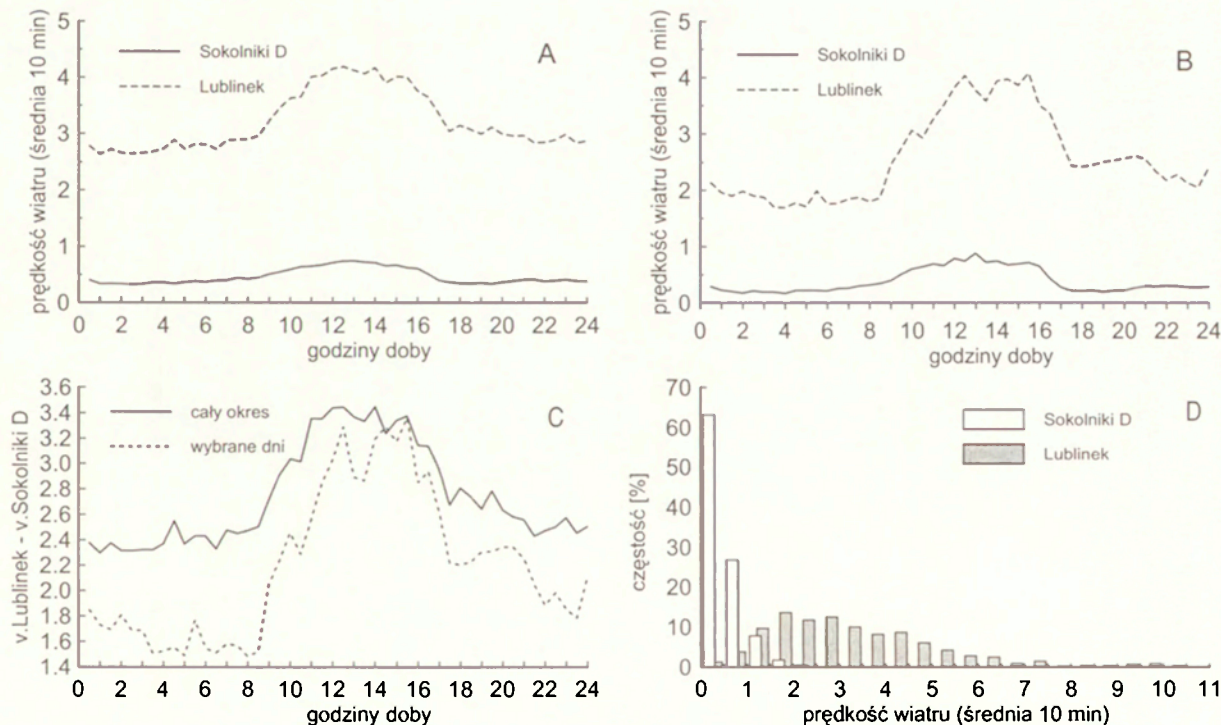 5
4
3
2
1
0
prędkość wiatru (średnia 10 min)
Sokolniki D
Lublinek
A
0 2 4 6 8 10 12 14 16 18 20 22 24
godziny doby
5
4
3
2
1
0
prędkość wiatru (średnia 10 min)
Sokolniki D
Lublinek
B
0 2 4 6 8 10 12 14 16 18 20 22 24
godziny doby
3.6
3.4
3.2
3.0
2.8
2.6
2.4
2.2
2.0
1.8
1.6
1.4
v.Lublinek - v.Sokolniki D
cały okres
wybrane dni
C
0 2 4 6 8 10 12 14 16 18 20 22 24
godziny doby
70
60
50
40
30
20
10
0
częstość [%]
Sokolniki D
Lublinek
D
0 1 2 3 4 5 6 7 8 9 10 11
prędkość wiatru (średnia 10 min)